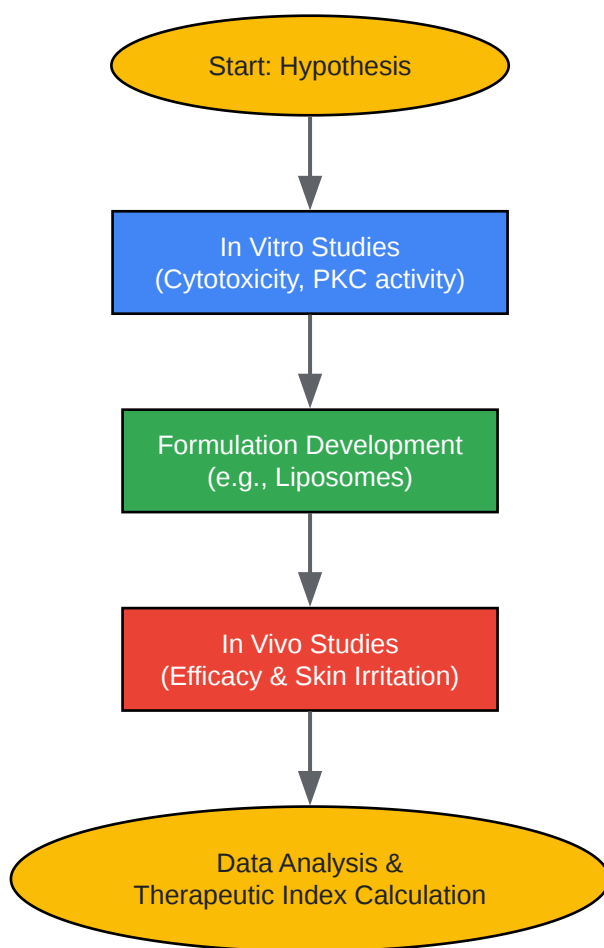 Start: Hypothesis
In Vitro Studies
(Cytotoxicity, PKC activity)
Formulation Development
(e.g., Liposomes)
In Vivo Studies
(Efficacy & Skin Irritation)
Data Analysis &
Therapeutic Index Calculation